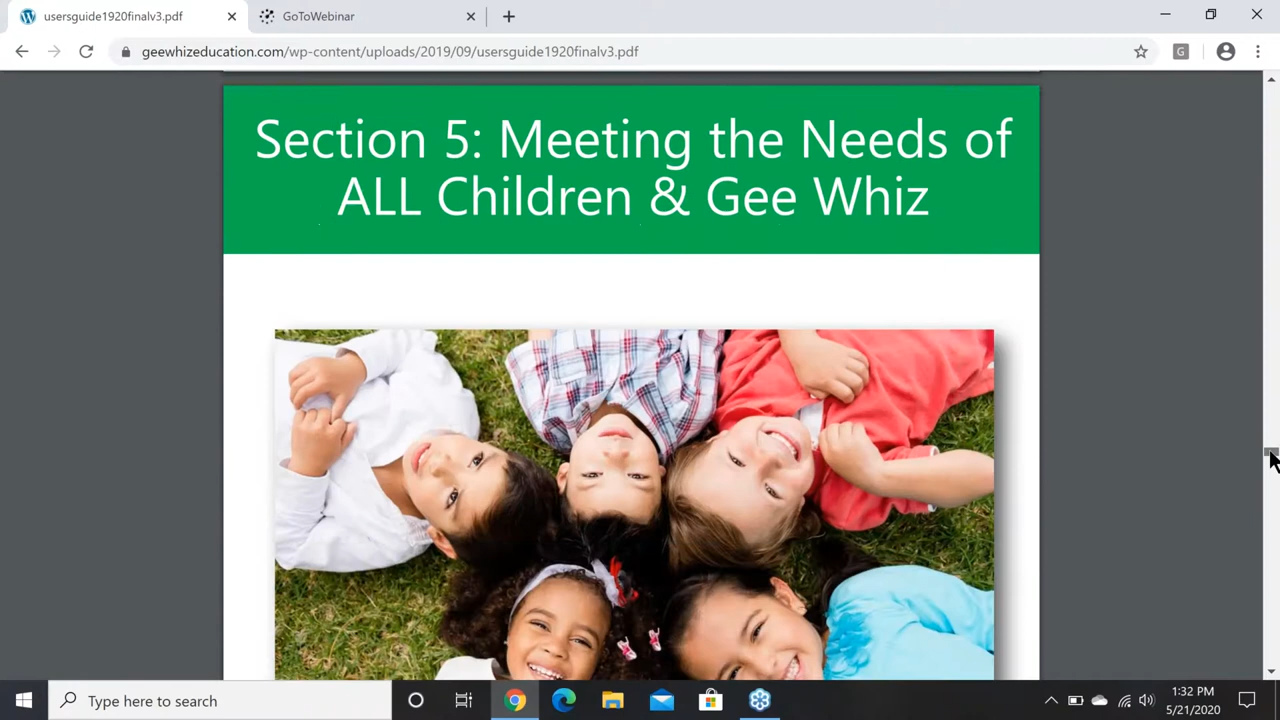 usersguide1920finalv3.pdf
GoToWebinar
geewhizeducation.com/wp-content/uploads/2019/09/usersguide1920finalv3.pdf
G
Section 5: Meeting the Needs of
ALL Children & Gee Whiz
Type here to search
1:32 PM
5/21/2020